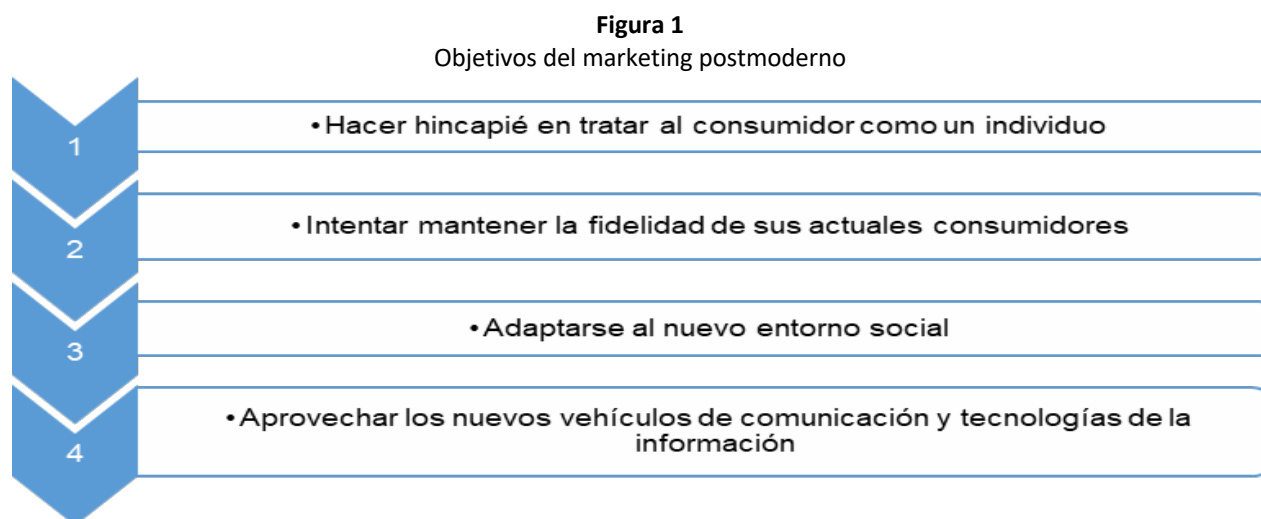 Figura 1
Objetivos del marketing postmoderno
1
•Hacer hincapié en tratar al consumidor como un individuo
2
•Intentar mantener la fidelidad de sus actuales consumidores
3
•Adaptarse al nuevo entorno social
4
•Aprovechar los nuevos vehículos de comunicación y tecnologías de la
información